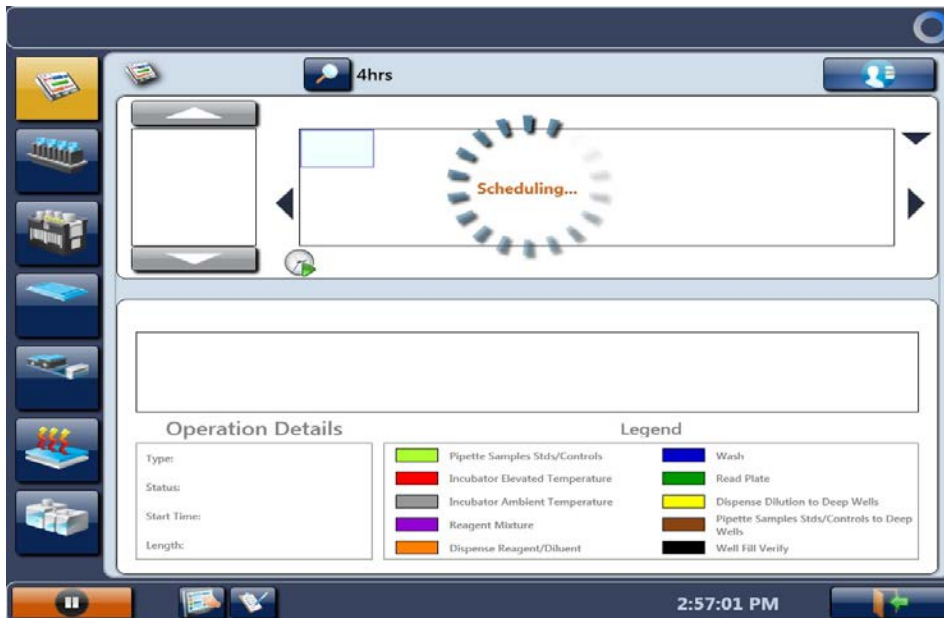 4hrs
Scheduling...
Operation Details
Type:
Status:
Start Time:
Length:
Legend
Pipette Samples Stds/Controls
Incubator Elevated Temperature
Incubator Ambient Temperature
Reagent Mixture
Dispense Reagent/Diluent
Wash
Read Plate
Dispense Dilution to Deep Wells
Pipette Samples Stds/Controls to Deep
Wells
Well Fill Verify
2:57:01 PM